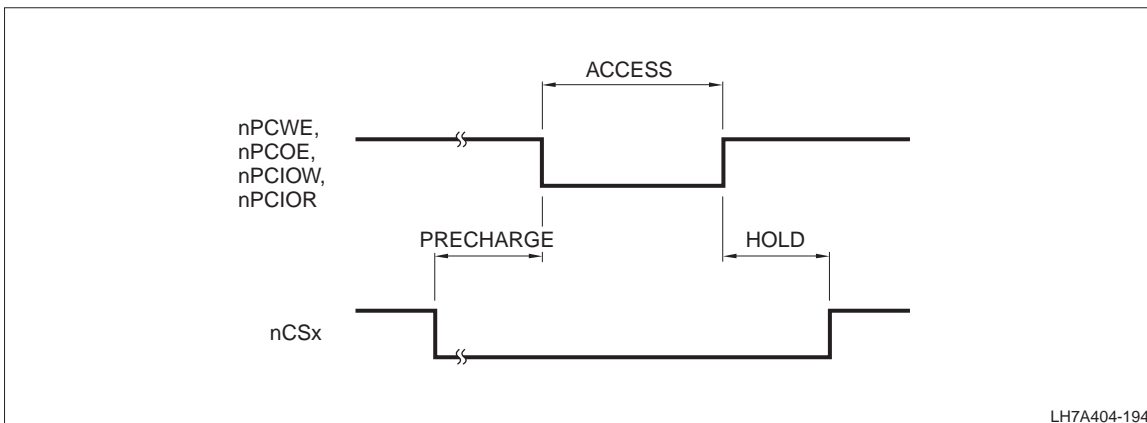 ACCESS
nPCWE,
nPCOE,
nPCIOW,
nPCIOR
PRECHARGE
HOLD
nCSx
LH7A404-194